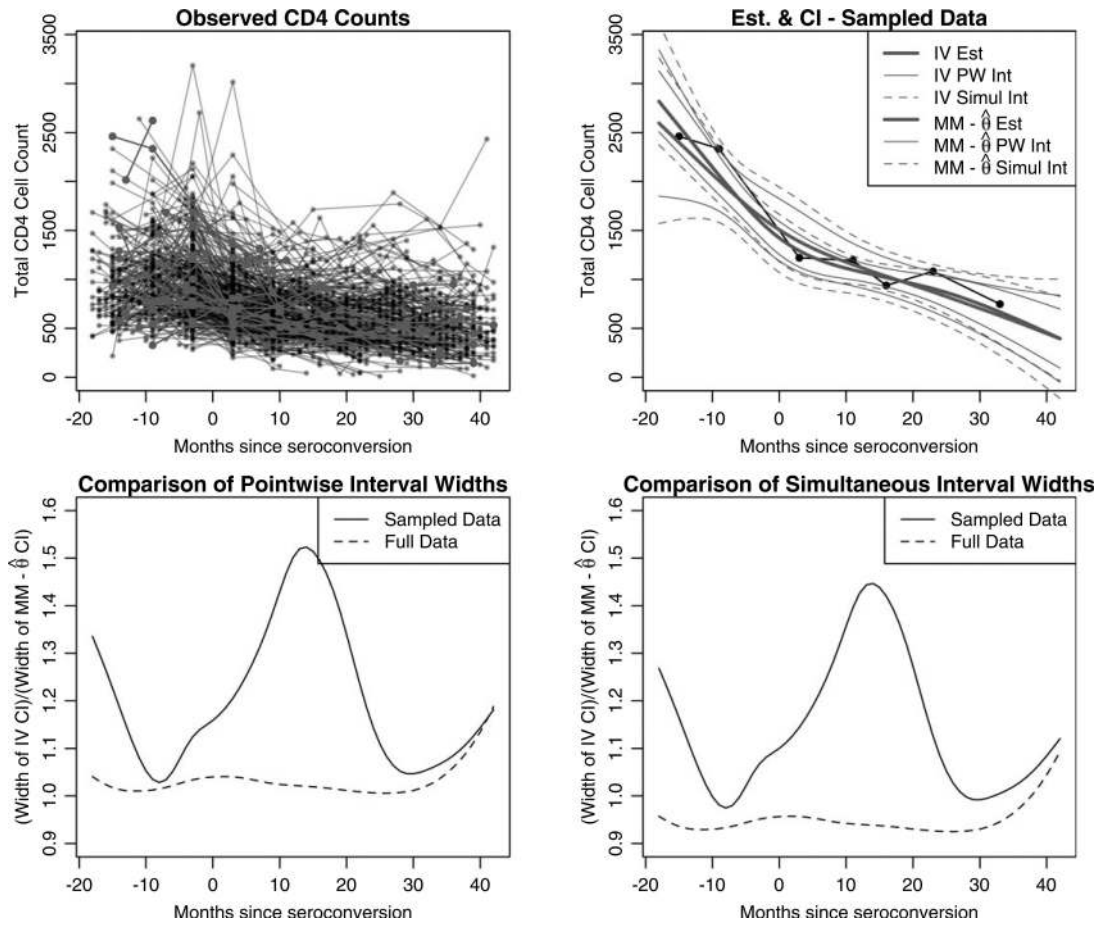 Observed CD4 Counts
Total CD4 Cell Count
3500
2500
1500
1000
500
0
-20 -10 0 10 20 30 40
Months since seroconversion
Est. & CI - Sampled Data
Total CD4 Cell Count
3500
2500
1500
1000
500
0
IV Est
IV PW Int
IV Simul Int
MM - θ̂ Est
MM - θ̂ PW Int
MM - θ̂ Simul Int
-20 -10 0 10 20 30 40
Months since seroconversion
Comparison of Pointwise Interval Widths
(Width of IV CI)/(Width of MM - θ̂ CI)
1.6
1.5
1.4
1.3
1.2
1.1
1.0
0.9
Sampled Data
Full Data
-20 -10 0 10 20 30 40
Months since seroconversion
Comparison of Simultaneous Interval Widths
(Width of IV CI)/(Width of MM - θ̂ CI)
1.6
1.5
1.4
1.3
1.2
1.1
1.0
0.9
Sampled Data
Full Data
-20 -10 0 10 20 30 40
Months since seroconversion